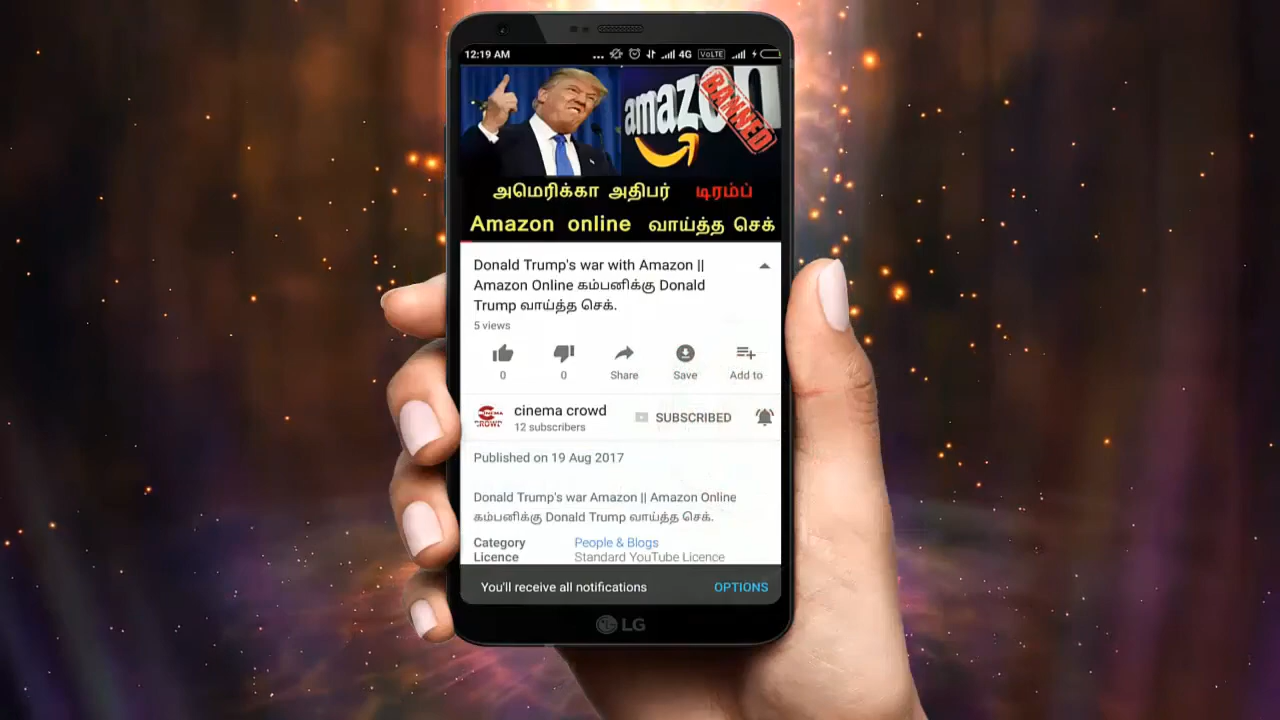 12:19 AM
... 4G VoLTE
amazon
BANNED
அமெரிக்கா அதிபர் டிரம்ப்
Amazon online வாய்த்த செக்
Donald Trump's war with Amazon ||
Amazon Online கம்பனிக்கு Donald
Trump வாய்த்த செக்.
5 views
0 0 Share Save Add to
CINEMA
CROWD
cinema crowd
SUBSCRIBED
12 subscribers
Published on 19 Aug 2017
Donald Trump's war Amazon || Amazon Online
கம்பனிக்கு Donald Trump வாய்த்த செக்.
Category People & Blogs
Licence Standard YouTube Licence
You'll receive all notifications OPTIONS
LG